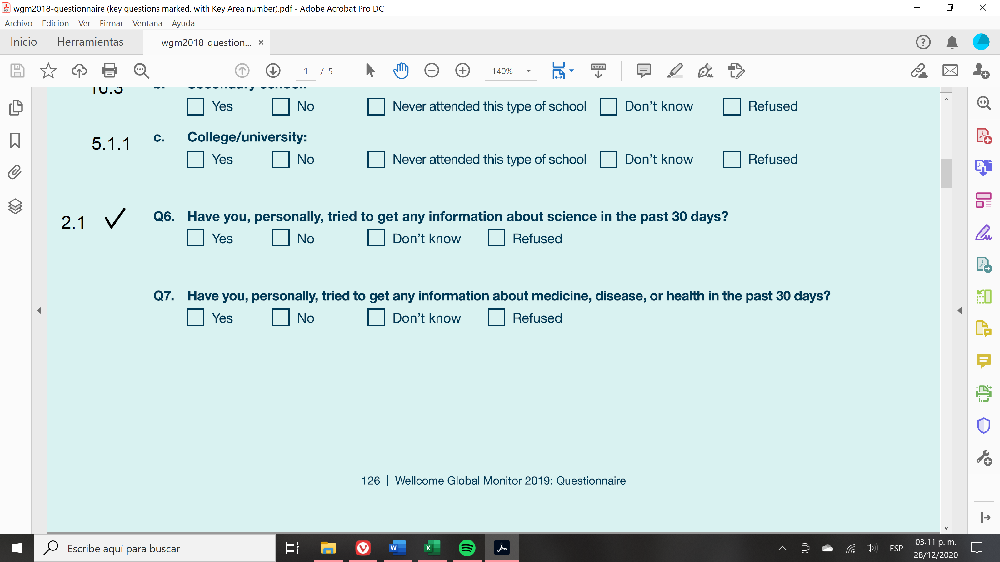 wgm2018-questionnaire (key questions marked, with Key Area number).pdf - Adobe Acrobat Pro DC
Archivo Edición Ver Firmar Ventana Ayuda
Inicio Herramientas wgm2018-question... ×
1 / 5 140%
10.3 b. Secondary school:
Yes No Never attended this type of school Don't know Refused
5.1.1 c. College/university:
Yes No Never attended this type of school Don't know Refused
2.1 ✓ Q6. Have you, personally, tried to get any information about science in the past 30 days?
Yes No Don't know Refused
Q7. Have you, personally, tried to get any information about medicine, disease, or health in the past 30 days?
Yes No Don't know Refused
126 | Wellcome Global Monitor 2019: Questionnaire
Escribe aquí para buscar
ESP
03:11 p. m.
28/12/2020